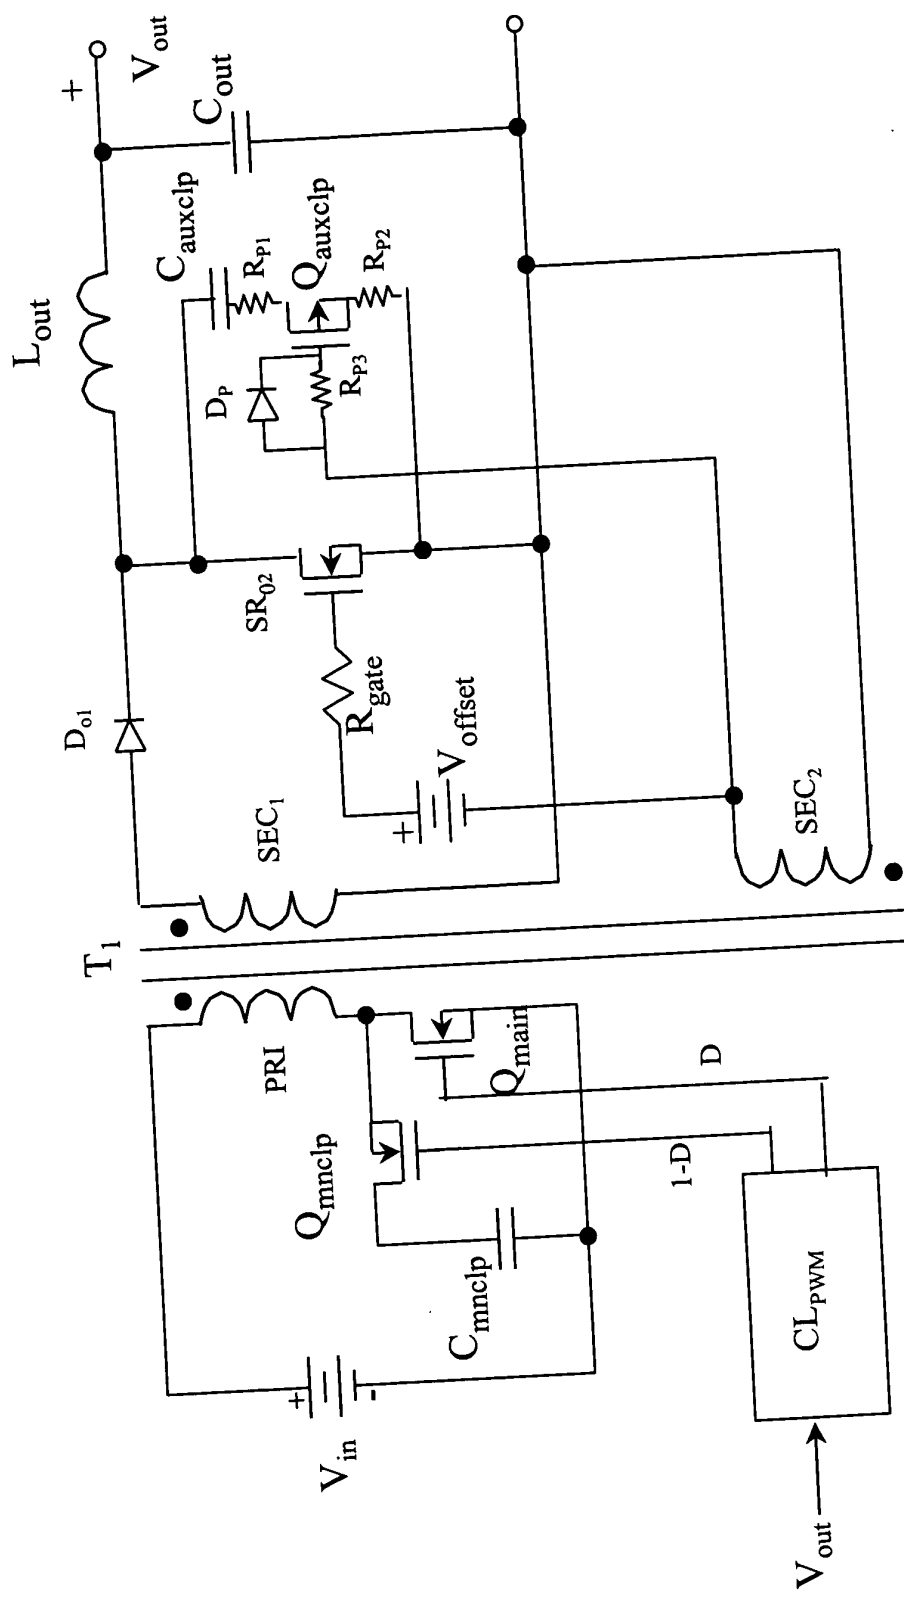 L_out
+
V_out
C_auxclp
C_out
R_P1
Q_auxclp
R_P2
D_P
R_P3
D_o1
SR_02
R_gate
V_offset
+
T_1
SEC_1
SEC_2
PRI
Q_main
Q_mnclp
C_mnclp
+
-
V_in
D
1-D
CL_PWM
V_out